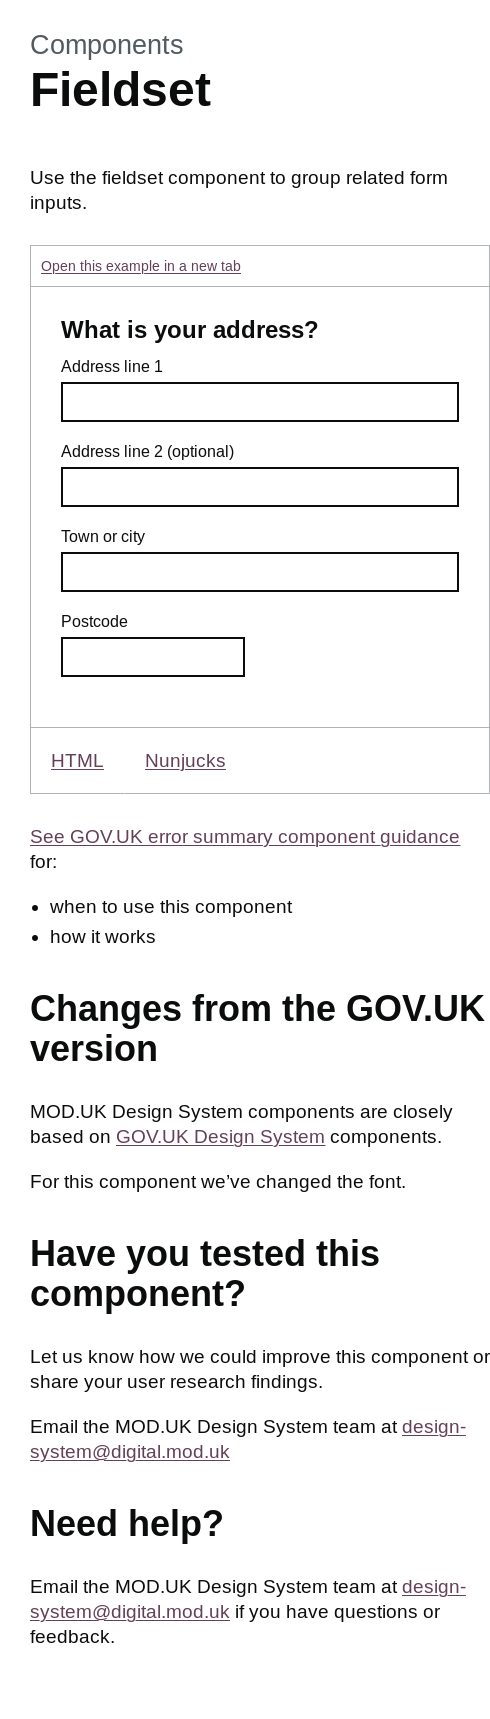 Components
Fieldset
Use the fieldset component to group related form
inputs.
Open this example in a new tab
What is your address?
Address line 1
Address line 2 (optional)
Town or city
Postcode
HTML
Nunjucks
See GOV.UK error summary component guidance
for:
• when to use this component
• how it works
Changes from the GOV.UK
version
MOD.UK Design System components are closely
based on GOV.UK Design System components.
For this component we’ve changed the font.
Have you tested this
component?
Let us know how we could improve this component or
share your user research findings.
Email the MOD.UK Design System team at design-
system@digital.mod.uk
Need help?
Email the MOD.UK Design System team at design-
system@digital.mod.uk if you have questions or
feedback.